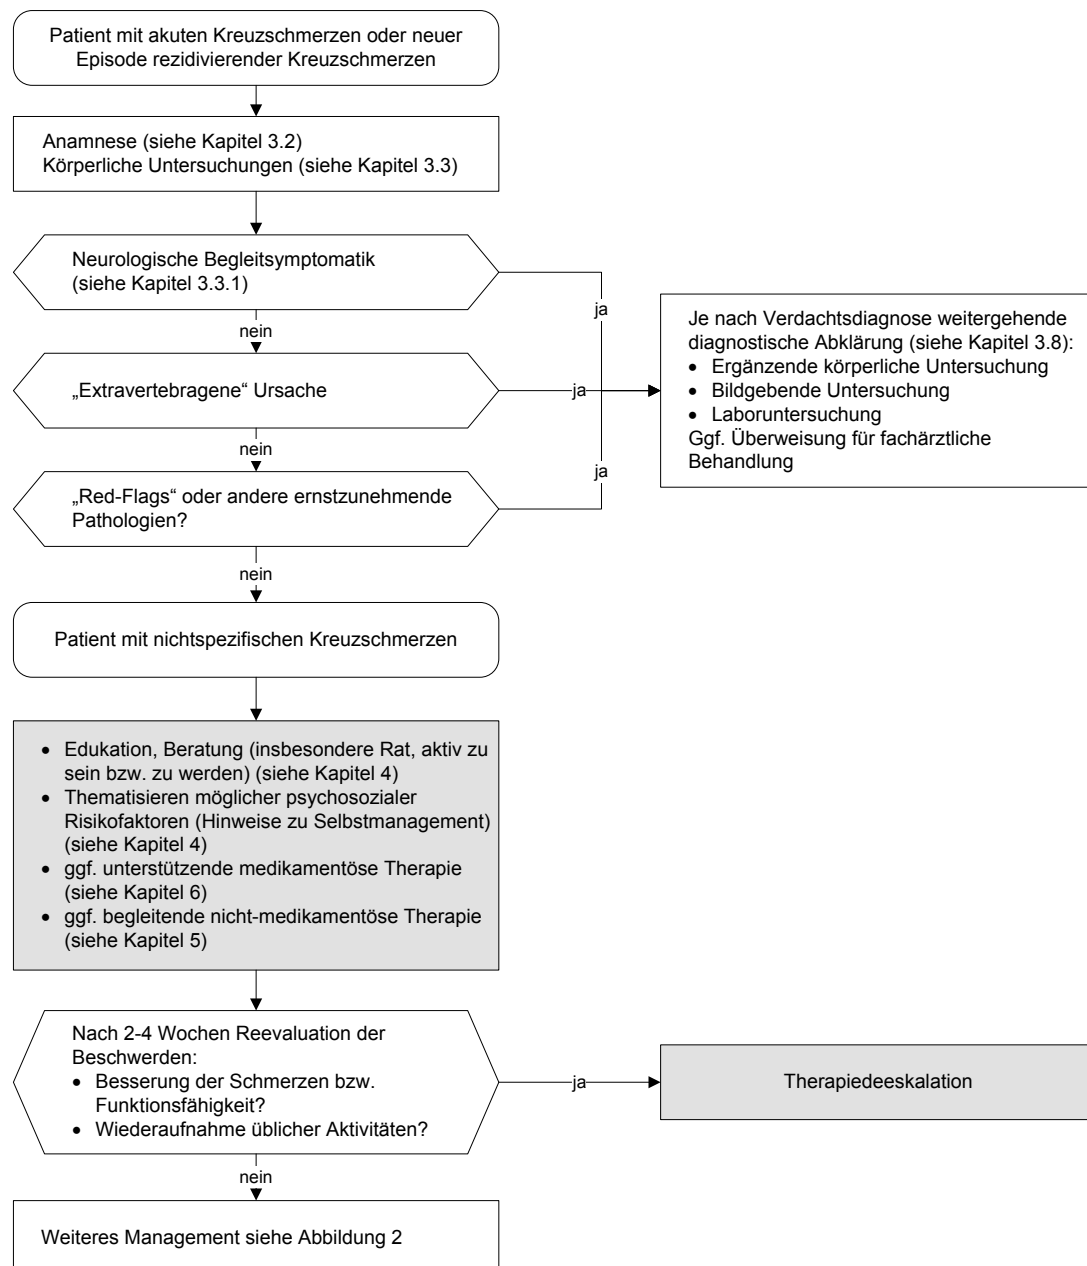 Patient mit akuten Kreuzschmerzen oder neuer
Episode rezidivierender Kreuzschmerzen
Anamnese (siehe Kapitel 3.2)
Körperliche Untersuchungen (siehe Kapitel 3.3)
Neurologische Begleitsymptomatik
(siehe Kapitel 3.3.1)
ja
nein
„Extravertebragene“ Ursache
ja
nein
„Red-Flags“ oder andere ernstzunehmende
Pathologien?
ja
Je nach Verdachtsdiagnose weitergehende
diagnostische Abklärung (siehe Kapitel 3.8):
• Ergänzende körperliche Untersuchung
• Bildgebende Untersuchung
• Laboruntersuchung
Ggf. Überweisung für fachärztliche
Behandlung
nein
Patient mit nichtspezifischen Kreuzschmerzen
• Edukation, Beratung (insbesondere Rat, aktiv zu
sein bzw. zu werden) (siehe Kapitel 4)
• Thematisieren möglicher psychosozialer
Risikofaktoren (Hinweise zu Selbstmanagement)
(siehe Kapitel 4)
• ggf. unterstützende medikamentöse Therapie
(siehe Kapitel 6)
• ggf. begleitende nicht-medikamentöse Therapie
(siehe Kapitel 5)
Nach 2-4 Wochen Reevaluation der
Beschwerden:
• Besserung der Schmerzen bzw.
Funktionsfähigkeit?
• Wiederaufnahme üblicher Aktivitäten?
ja
Therapiedeeskalation
nein
Weiteres Management siehe Abbildung 2